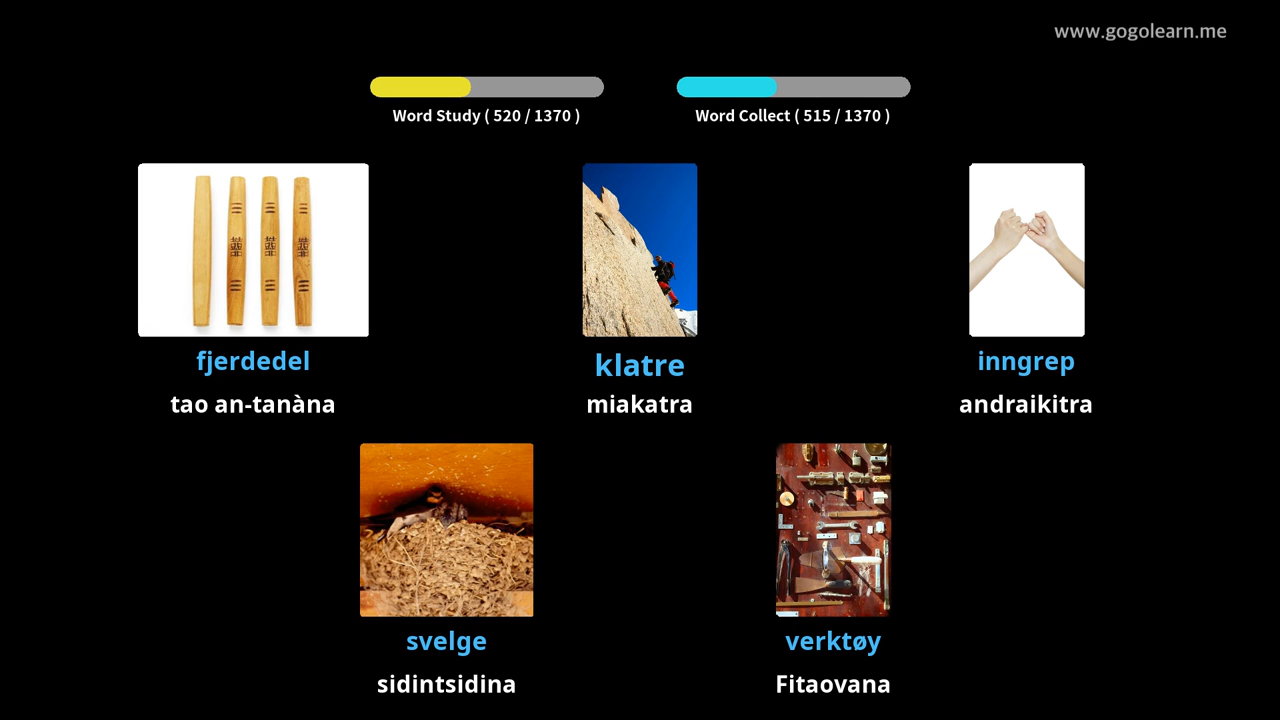 www.gogolearn.me
Word Study ( 520 / 1370 )
Word Collect ( 515 / 1370 )
fjerdedel
klatre
inngrep
tao an-tanàna
miakatra
andraikitra
svelge
verktøy
sidintsidina
Fitaovana